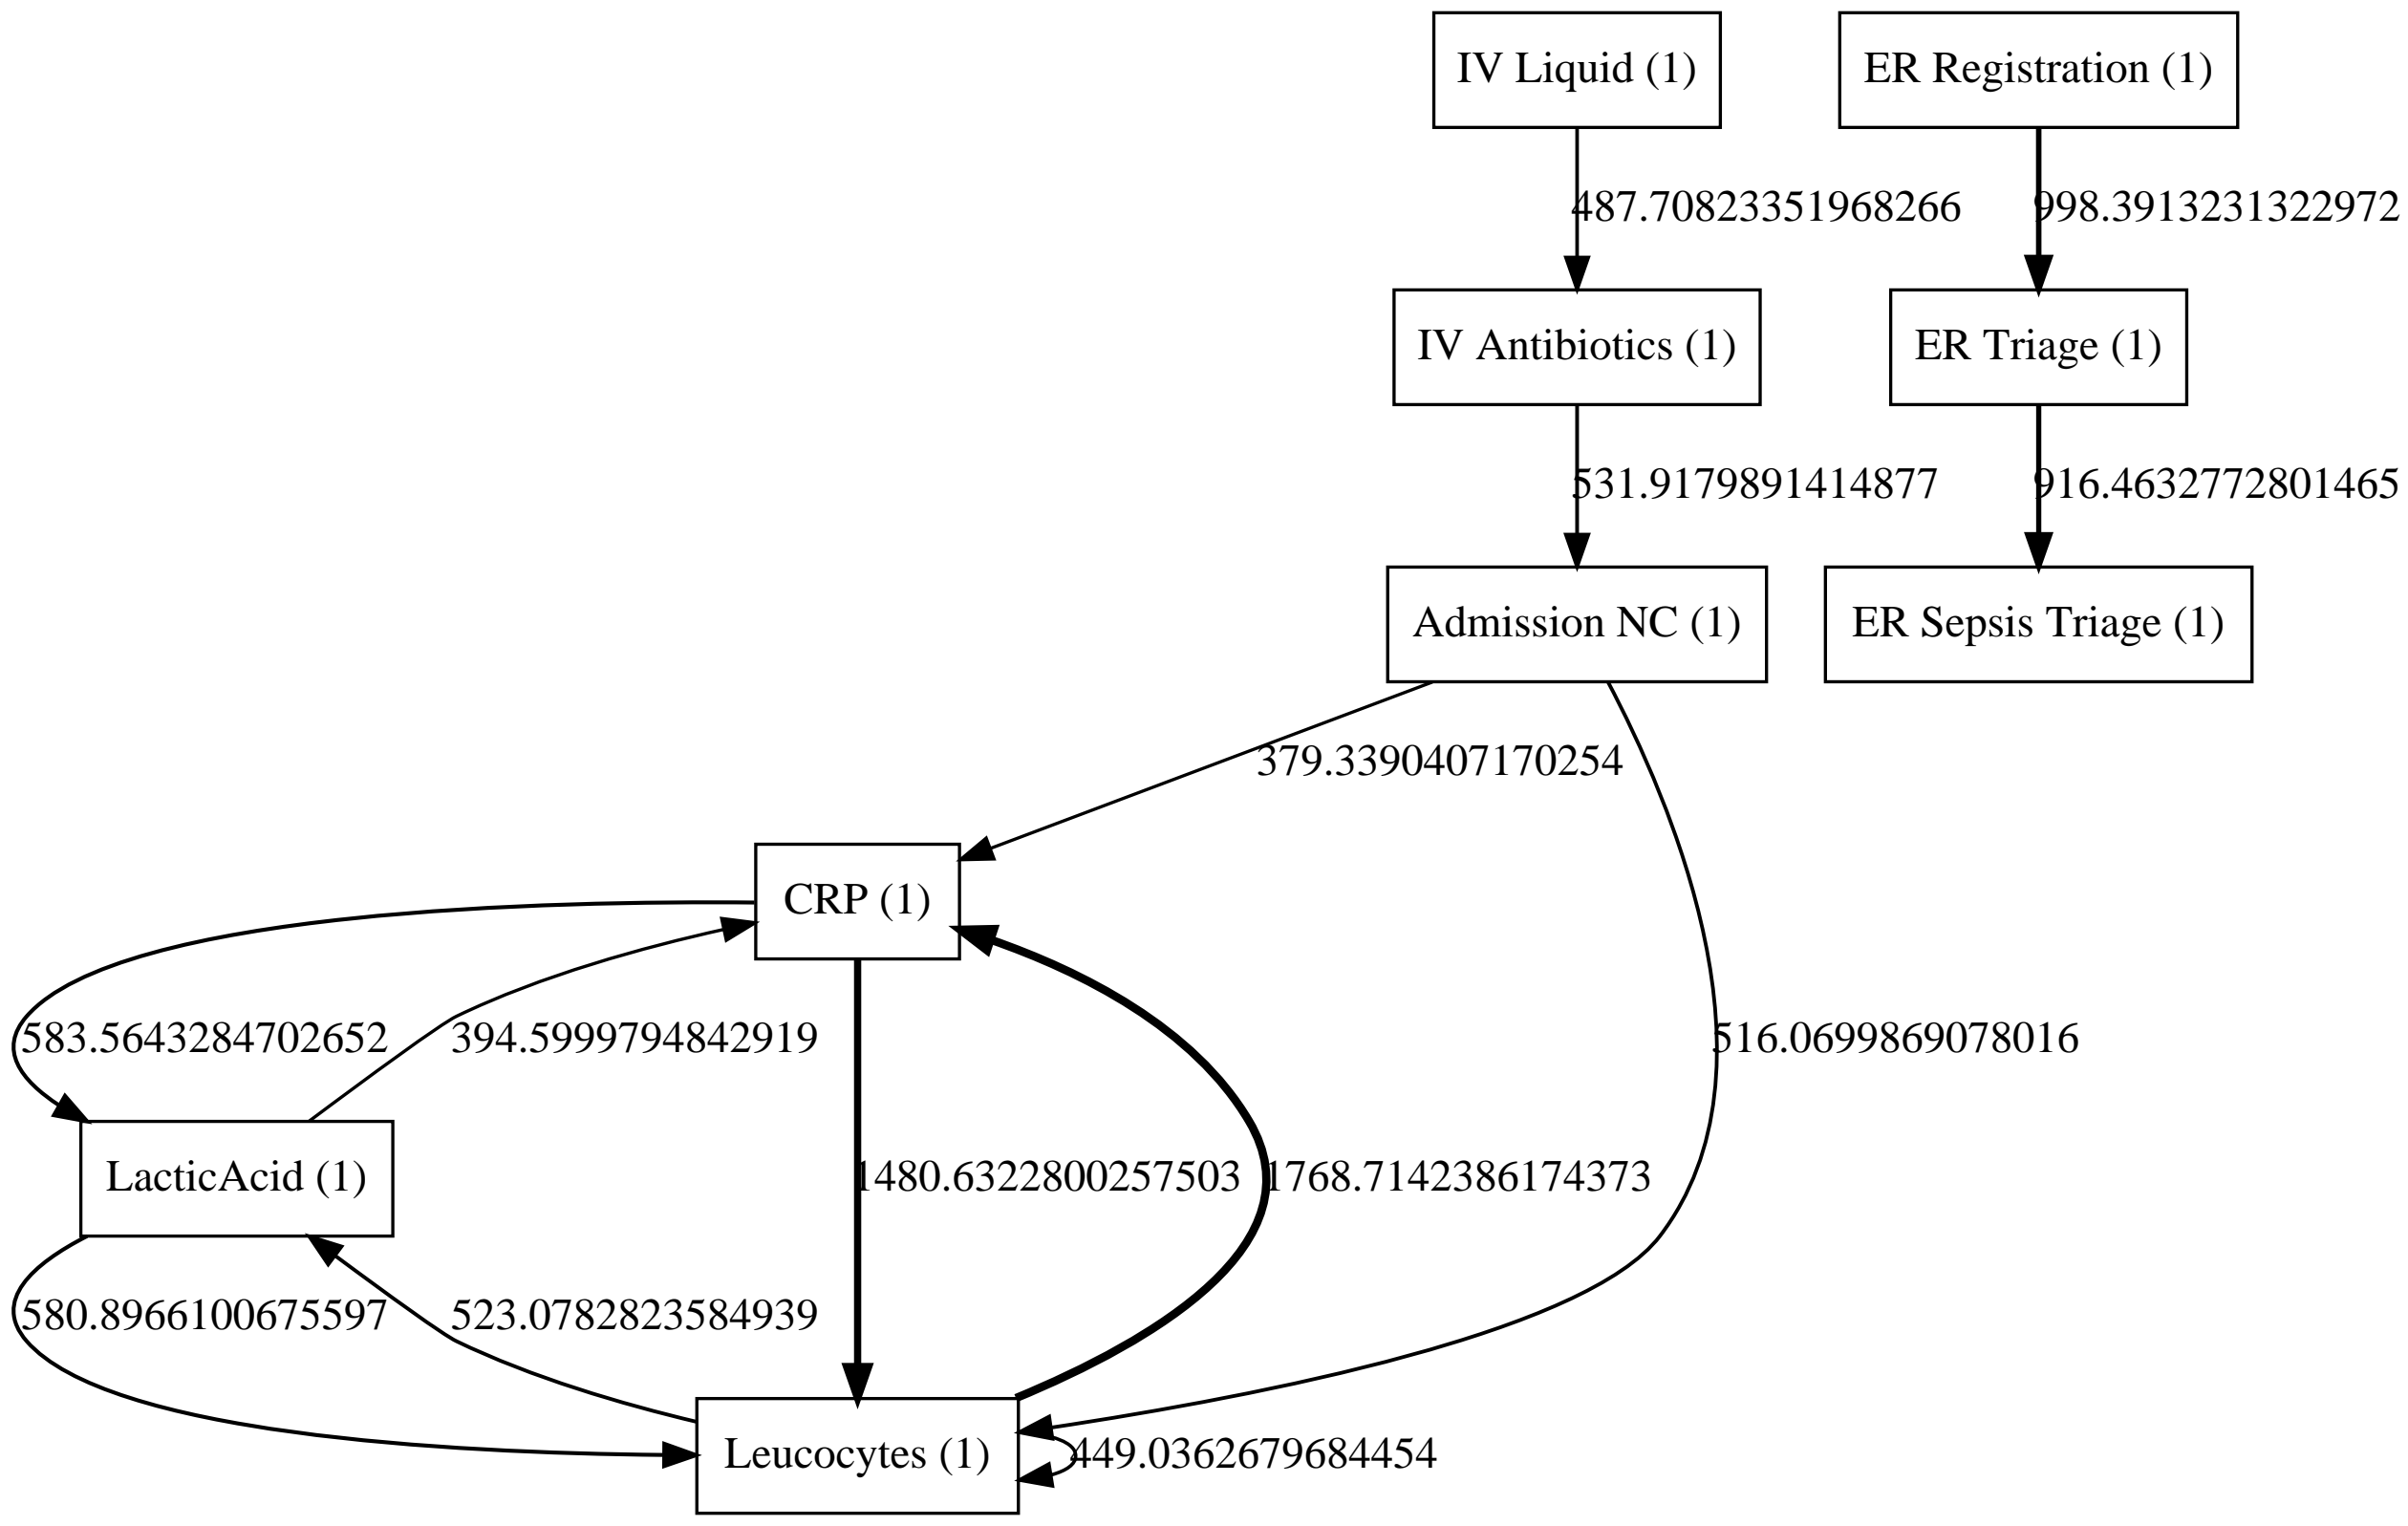 IV Liquid (1)
ER Registration (1)
487.70823351968266
998.3913231322972
IV Antibiotics (1)
ER Triage (1)
531.9179891414877
916.4632772801465
Admission NC (1)
ER Sepsis Triage (1)
379.3390407170254
CRP (1)
583.5643284702652
394.5999794842919
516.0699869078016
LacticAcid (1)
1480.6322800257503
1768.7142386174373
580.8966100675597
523.0782823584939
Leucocytes (1)
449.0362679684454